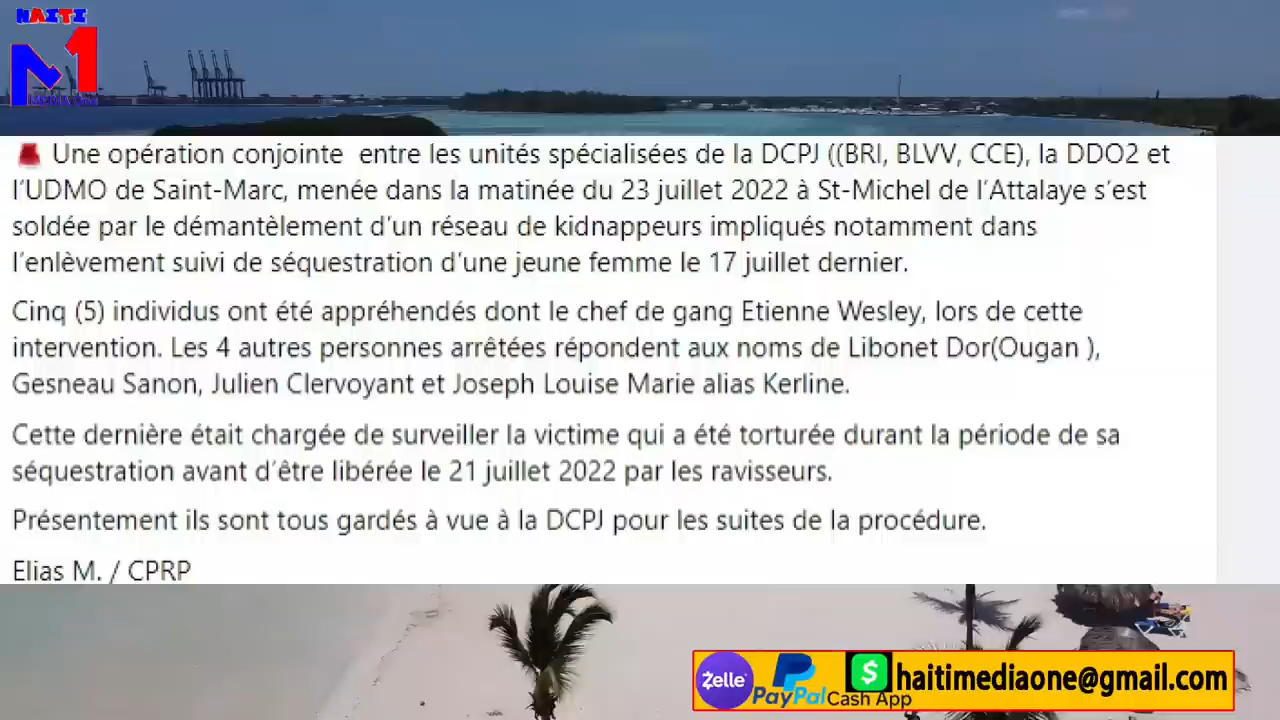 HAITI
M1
MEDIA ONE
Une opération conjointe entre les unités spécialisées de la DCPJ ((BRI, BLVV, CCE), la DDO2 et
l'UDMO de Saint-Marc, menée dans la matinée du 23 juillet 2022 à St-Michel de l'Attalaye s'est
soldée par le démantèlement d'un réseau de kidnappeurs impliqués notamment dans
l'enlèvement suivi de séquestration d'une jeune femme le 17 juillet dernier.
Cinq (5) individus ont été appréhendés dont le chef de gang Etienne Wesley, lors de cette
intervention. Les 4 autres personnes arrêtées répondent aux noms de Libonet Dor(Ougan ),
Gesneau Sanon, Julien Clervoyant et Joseph Louise Marie alias Kerline.
Cette dernière était chargée de surveiller la victime qui a été torturée durant la période de sa
séquestration avant d'être libérée le 21 juillet 2022 par les ravisseurs.
Présentement ils sont tous gardés à vue à la DCPJ pour les suites de la procédure.
Elias M. / CPRP
Zelle PayPal $ Cash App haitimediaone@gmail.com